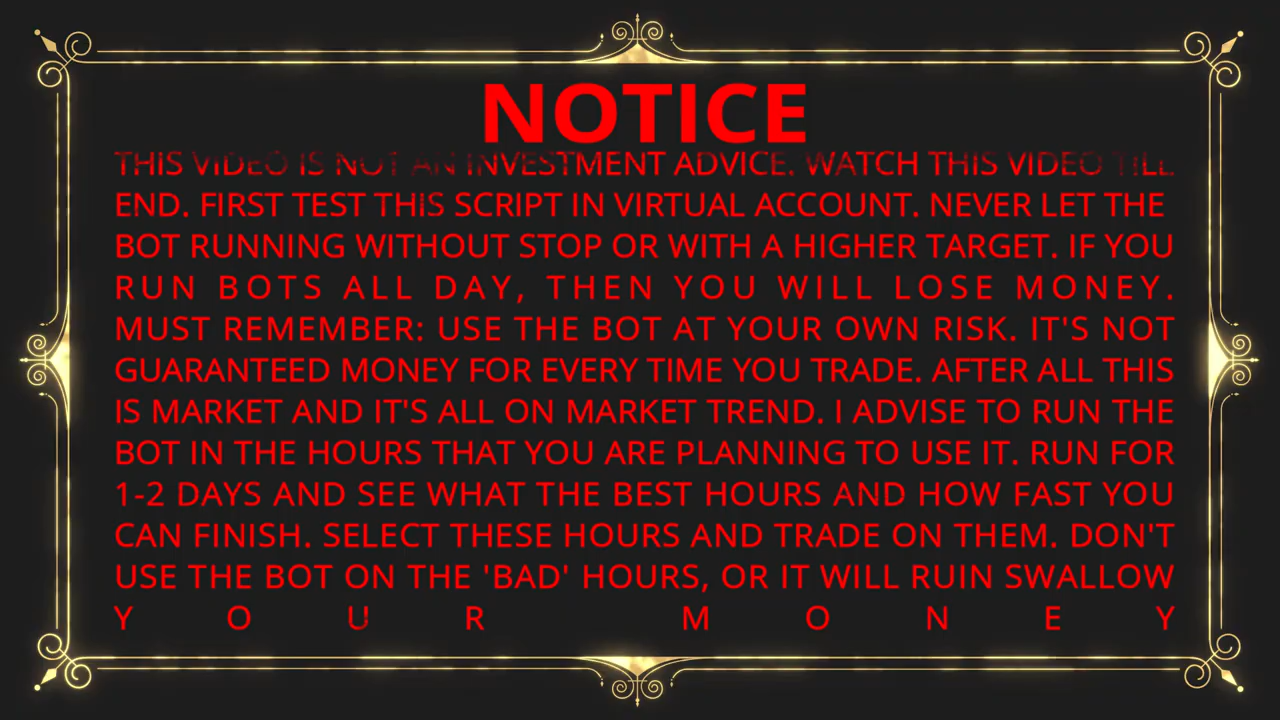 NOTICE
THIS VIDEO IS NOT AN INVESTMENT ADVICE. WATCH THIS VIDEO TILL
END. FIRST TEST THIS SCRIPT IN VIRTUAL ACCOUNT. NEVER LET THE
BOT RUNNING WITHOUT STOP OR WITH A HIGHER TARGET. IF YOU
RUN BOTS ALL DAY, THEN YOU WILL LOSE MONEY.
MUST REMEMBER: USE THE BOT AT YOUR OWN RISK. IT'S NOT
GUARANTEED MONEY FOR EVERY TIME YOU TRADE. AFTER ALL THIS
IS MARKET AND IT'S ALL ON MARKET TREND. I ADVISE TO RUN THE
BOT IN THE HOURS THAT YOU ARE PLANNING TO USE IT. RUN FOR
1-2 DAYS AND SEE WHAT THE BEST HOURS AND HOW FAST YOU
CAN FINISH. SELECT THESE HOURS AND TRADE ON THEM. DON'T
USE THE BOT ON THE 'BAD' HOURS, OR IT WILL RUIN SWALLOW
YOUR MONEY